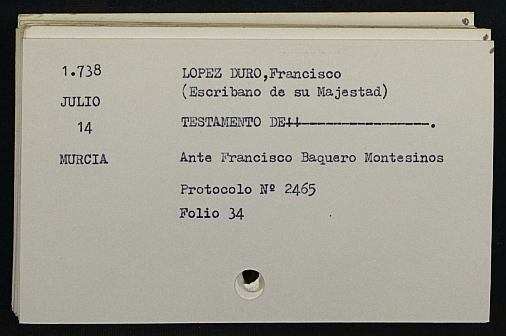 1.738 LOPEZ DURO,Francisco
(Escribano de su Majestad)
JULIO
14 TESTAMENTO DE‡‡----------------.
MURCIA Ante Francisco Baquero Montesinos
Protocolo Nº 2465
Folio 34